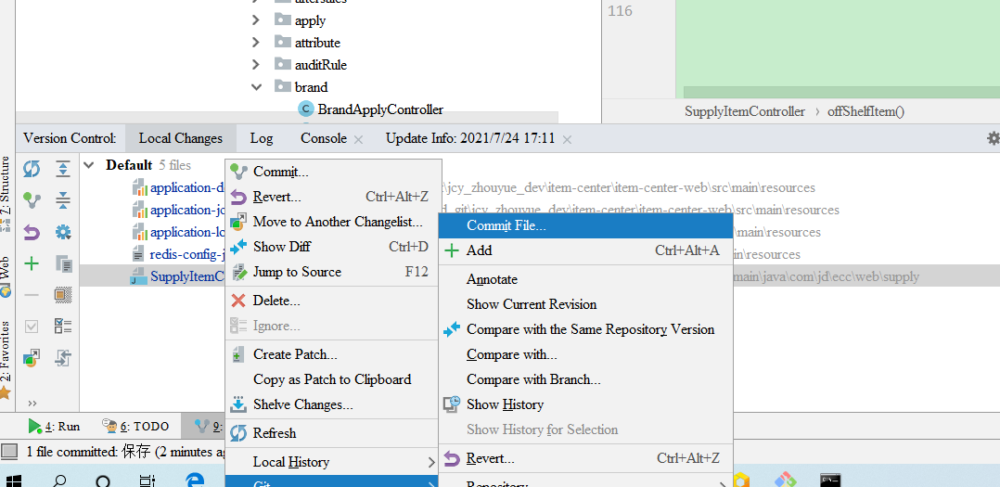 116
apply
attribute
auditRule
brand
BrandApplyController
SupplyItemController › offShelfItem()
Version Control: Local Changes Log Console Update Info: 2021/7/24 17:11
Default 5 files
application-d
jcy_zhouyue_dev\item-center\item-center-web\src\main\resources
application-jc
git\jcy_zhouyue_dev\item-center\item-center-web\src\main\resources
application-lo
main\resources
redis-config-j
main\resources
SupplyItemC
main\java\com\jd\ecc\web\supply
Commit...
Revert... Ctrl+Alt+Z
Move to Another Changelist...
Show Diff Ctrl+D
Jump to Source F12
Delete...
Ignore...
Create Patch...
Copy as Patch to Clipboard
Shelve Changes...
Refresh
Local History
Git
Commit File...
Add Ctrl+Alt+A
Annotate
Show Current Revision
Compare with the Same Repository Version
Compare with...
Compare with Branch...
Show History
Show History for Selection
Revert... Ctrl+Alt+Z
Repository
7: Structure
Web
2: Favorites
4: Run 6: TODO 9:
1 file committed: 保存 (2 minutes ag